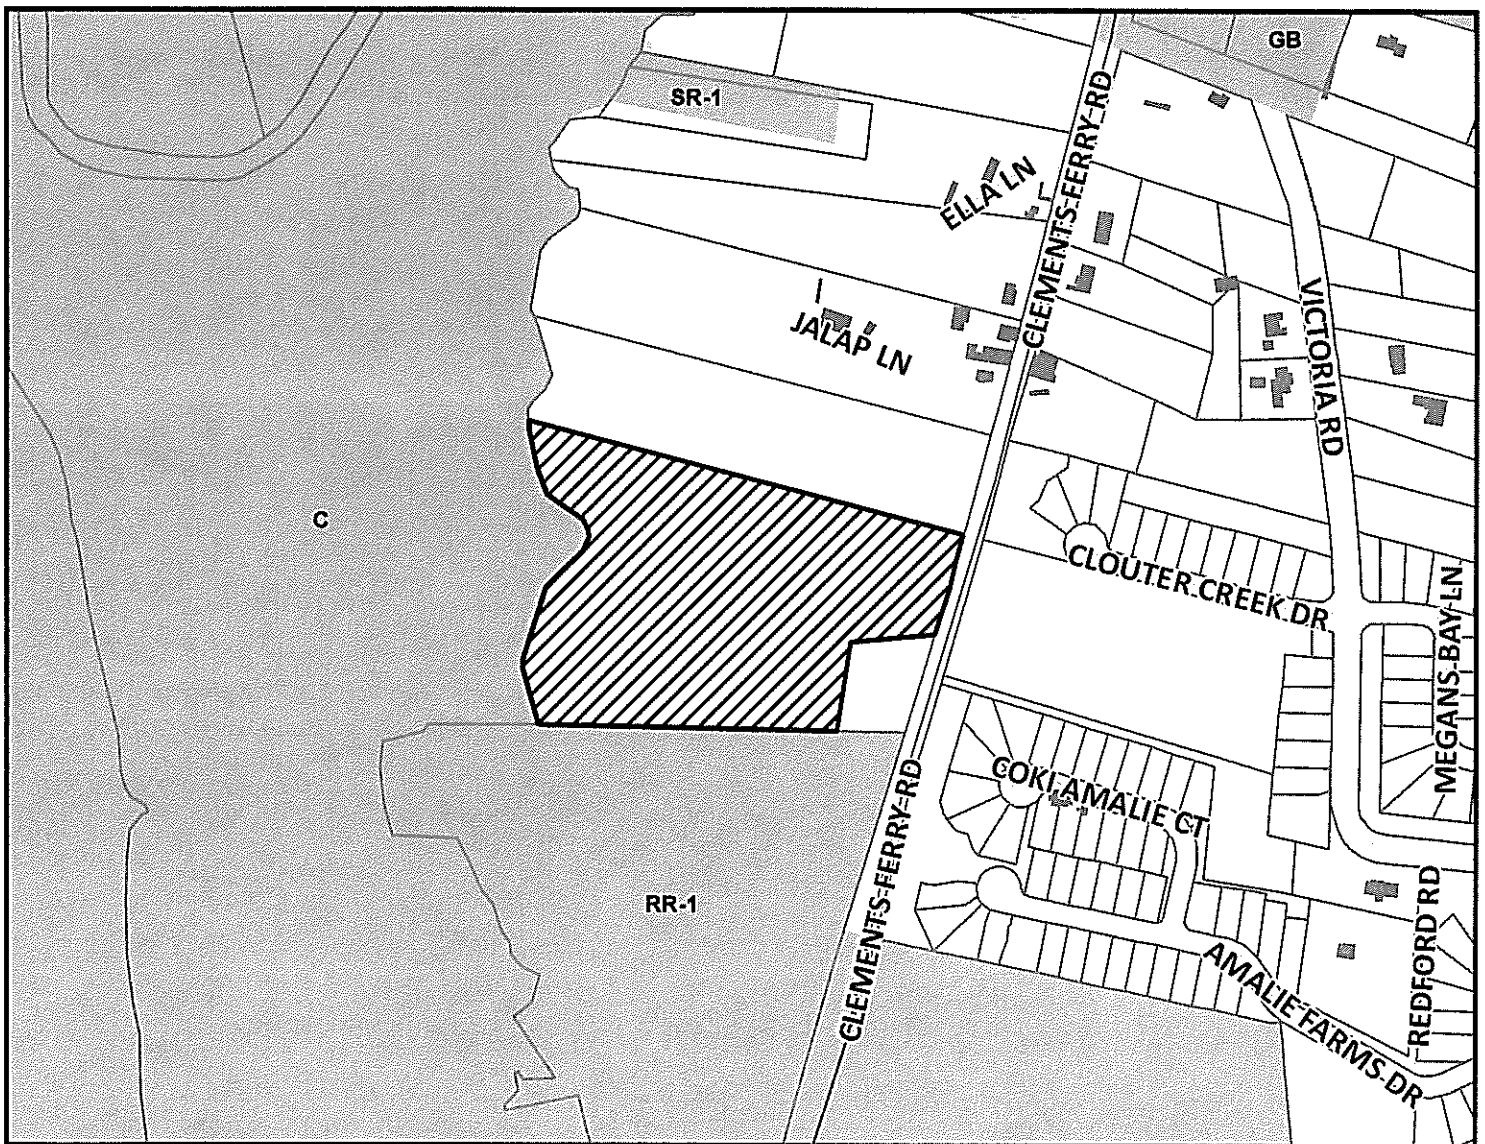 GB
SR-1
CLEMENTS FERRY RD
ELLA LN
JALAP LN
VICTORIA RD
C
CLOUTER CREEK DR
MEGANS BAY LN
COKI AMALIE CT
RR-1
CLEMENTS FERRY RD
REDFORD RD
AMALIE FARMS DR